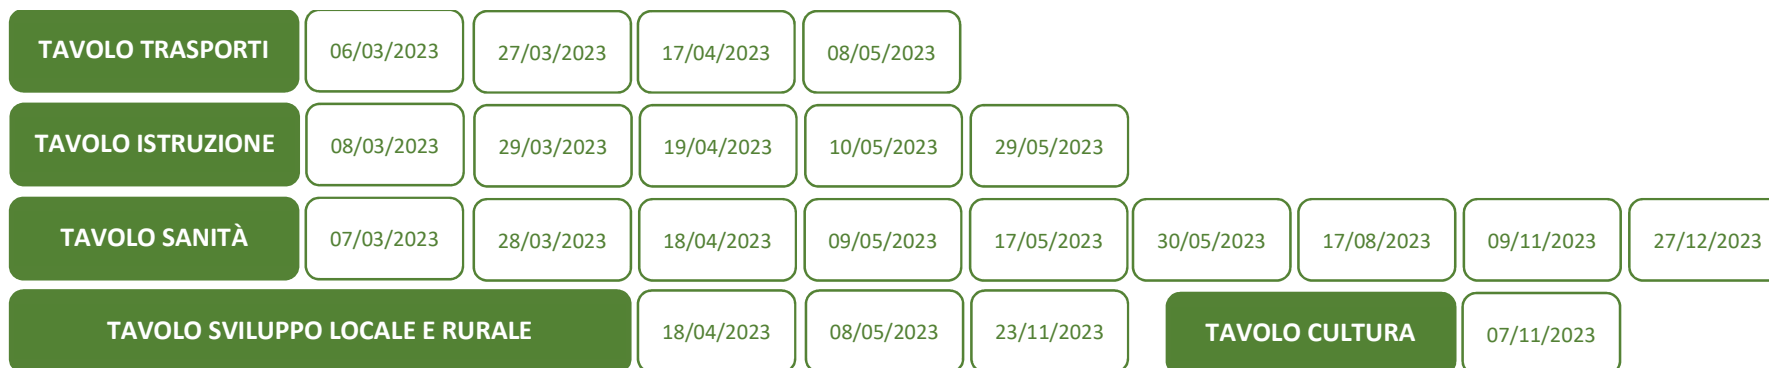 TAVOLO TRASPORTI 06/03/2023 27/03/2023 17/04/2023 08/05/2023
TAVOLO ISTRUZIONE 08/03/2023 29/03/2023 19/04/2023 10/05/2023 29/05/2023
TAVOLO SANITÀ 07/03/2023 28/03/2023 18/04/2023 09/05/2023 17/05/2023 30/05/2023 17/08/2023 09/11/2023 27/12/2023
TAVOLO SVILUPPO LOCALE E RURALE 18/04/2023 08/05/2023 23/11/2023 TAVOLO CULTURA 07/11/2023